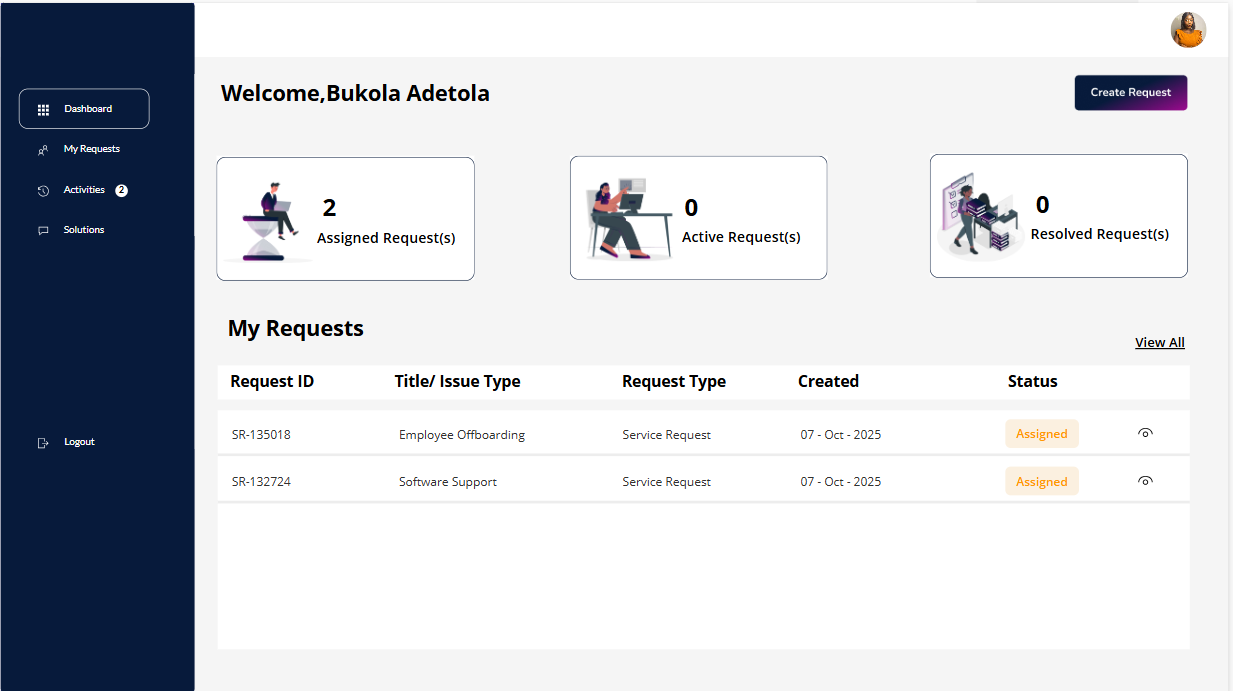 Dashboard
My Requests
Activities 2
Solutions
Logout
Welcome,Bukola Adetola
Create Request
2
Assigned Request(s)
0
Active Request(s)
0
Resolved Request(s)
My Requests
View All
Request ID Title/ Issue Type Request Type Created Status
SR-135018 Employee Offboarding Service Request 07 - Oct - 2025 Assigned
SR-132724 Software Support Service Request 07 - Oct - 2025 Assigned